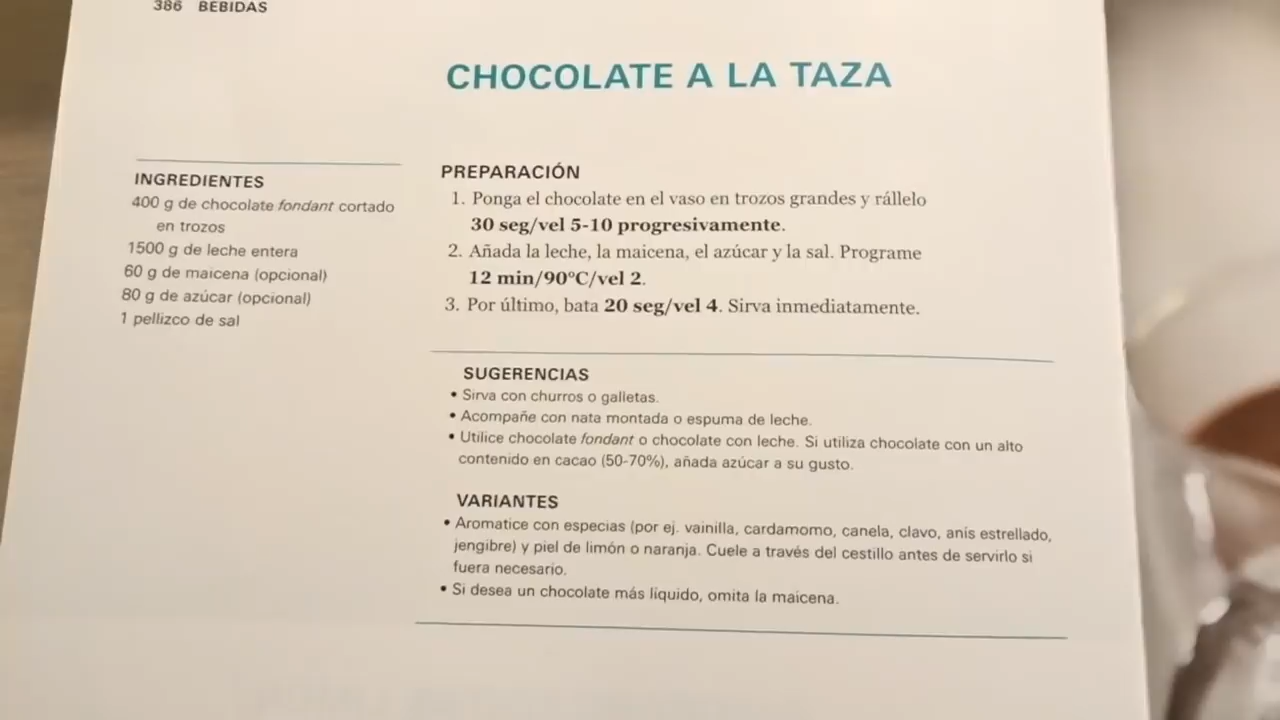 386 BEBIDAS
CHOCOLATE A LA TAZA
INGREDIENTES
400 g de chocolate fondant cortado
en trozos
1500 g de leche entera
60 g de maicena (opcional)
80 g de azúcar (opcional)
1 pellizco de sal
PREPARACIÓN
1. Ponga el chocolate en el vaso en trozos grandes y rállelo
30 seg/vel 5-10 progresivamente.
2. Añada la leche, la maicena, el azúcar y la sal. Programe
12 min/90°C/vel 2.
3. Por último, bata 20 seg/vel 4. Sirva inmediatamente.
SUGERENCIAS
• Sirva con churros o galletas.
• Acompañe con nata montada o espuma de leche.
• Utilice chocolate fondant o chocolate con leche. Si utiliza chocolate con un alto
contenido en cacao (50-70%), añada azúcar a su gusto.
VARIANTES
• Aromatice con especias (por ej. vainilla, cardamomo, canela, clavo, anís estrellado,
jengibre) y piel de limón o naranja. Cuele a través del cestillo antes de servirlo si
fuera necesario.
• Si desea un chocolate más líquido, omita la maicena.